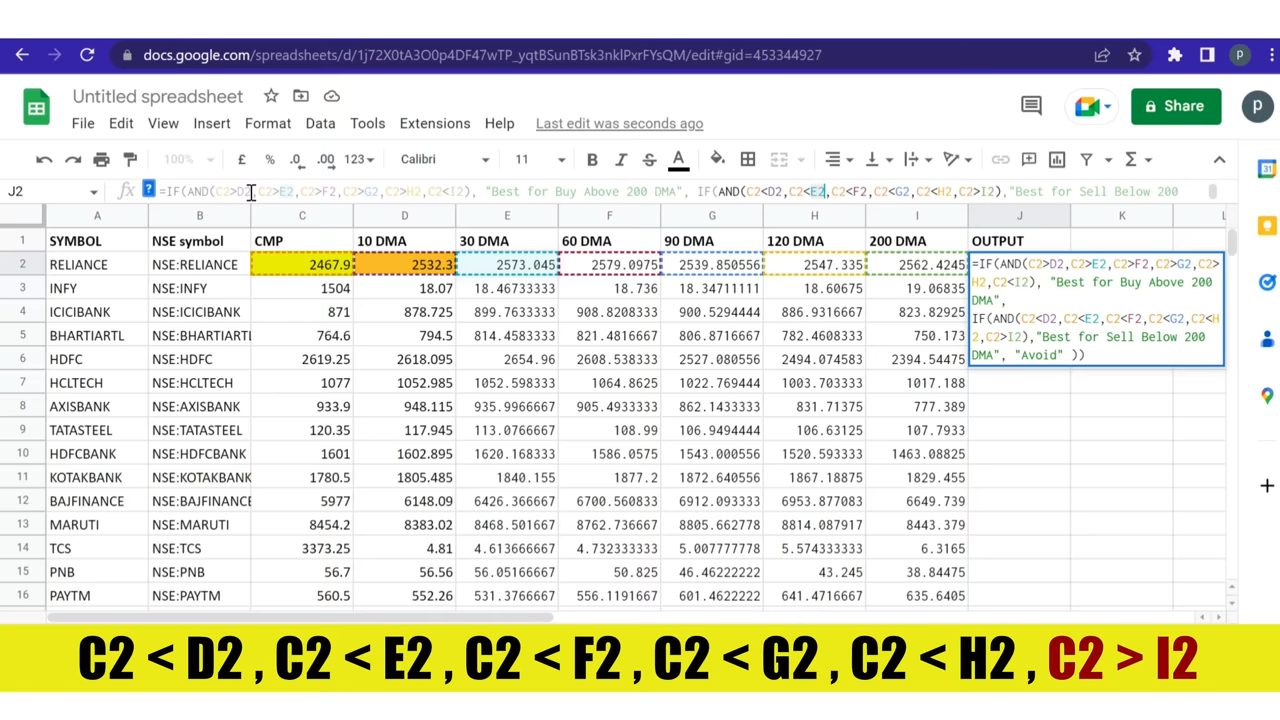 docs.google.com/spreadsheets/d/1j72X0tA3O0p4DF47wTP_yqtBSunBTsk3nkIPxrFYsQM/edit#gid=453344927
p
Untitled spreadsheet
Share
p
File Edit View Insert Format Data Tools Extensions Help Last edit was seconds ago
100% £ % .0 .00 123 Calibri 11 B I S A Σ
31
J2 fx ? =IF(AND(C2>D2,C2>E2,C2>F2,C2>G2,C2>H2,C2<I2), "Best for Buy Above 200 DMA", IF(AND(C2<D2,C2<E2,C2<F2,C2<G2,C2<H2,C2>I2),"Best for Sell Below 200
A B C D E F G H I J K L
1 SYMBOL NSE symbol CMP 10 DMA 30 DMA 60 DMA 90 DMA 120 DMA 200 DMA OUTPUT
2 RELIANCE NSE:RELIANCE 2467.9 2532.3 2573.045 2579.0975 2539.850556 2547.335 2562.4245
=IF(AND(C2>D2,C2>E2,C2>F2,C2>G2,C2>
H2,C2<I2), "Best for Buy Above 200
DMA",
IF(AND(C2<D2,C2<E2,C2<F2,C2<G2,C2<H
2,C2>I2),"Best for Sell Below 200
DMA", "Avoid" ))
3 INFY NSE:INFY 1504 18.07 18.46733333 18.736 18.34711111 18.60675 19.06835
4 ICICIBANK NSE:ICICIBANK 871 878.725 899.7633333 908.8208333 900.5294444 886.9316667 823.82925
5 BHARTIARTL NSE:BHARTIARTL 764.6 794.5 814.4583333 821.4816667 806.8716667 782.4608333 750.173
6 HDFC NSE:HDFC 2619.25 2618.095 2654.96 2608.538333 2527.080556 2494.074583 2394.54475
7 HCLTECH NSE:HCLTECH 1077 1052.985 1052.598333 1064.8625 1022.769444 1003.703333 1017.188
8 AXISBANK NSE:AXISBANK 933.9 948.115 935.9966667 905.4933333 862.1433333 831.71375 777.389
9 TATASTEEL NSE:TATASTEEL 120.35 117.945 113.0766667 108.99 106.9494444 106.63125 107.7933
10 HDFCBANK NSE:HDFCBANK 1601 1602.895 1620.168333 1586.0575 1543.000556 1520.593333 1463.08825
11 KOTAKBANK NSE:KOTAKBANK 1780.5 1805.485 1840.155 1877.2 1872.640556 1867.18875 1829.455
12 BAJFINANCE NSE:BAJFINANCE 5977 6148.09 6426.366667 6700.560833 6912.093333 6953.877083 6649.739
13 MARUTI NSE:MARUTI 8454.2 8383.02 8468.501667 8762.736667 8805.662778 8814.087917 8443.379
14 TCS NSE:TCS 3373.25 4.81 4.613666667 4.732333333 5.007777778 5.574333333 6.3165
15 PNB NSE:PNB 56.7 56.56 56.05166667 50.825 46.46222222 43.245 38.84475
16 PAYTM NSE:PAYTM 560.5 552.26 531.3766667 556.1191667 601.4622222 641.4716667 635.6405
C2 < D2 , C2 < E2 , C2 < F2 , C2 < G2 , C2 < H2 , C2 > I2